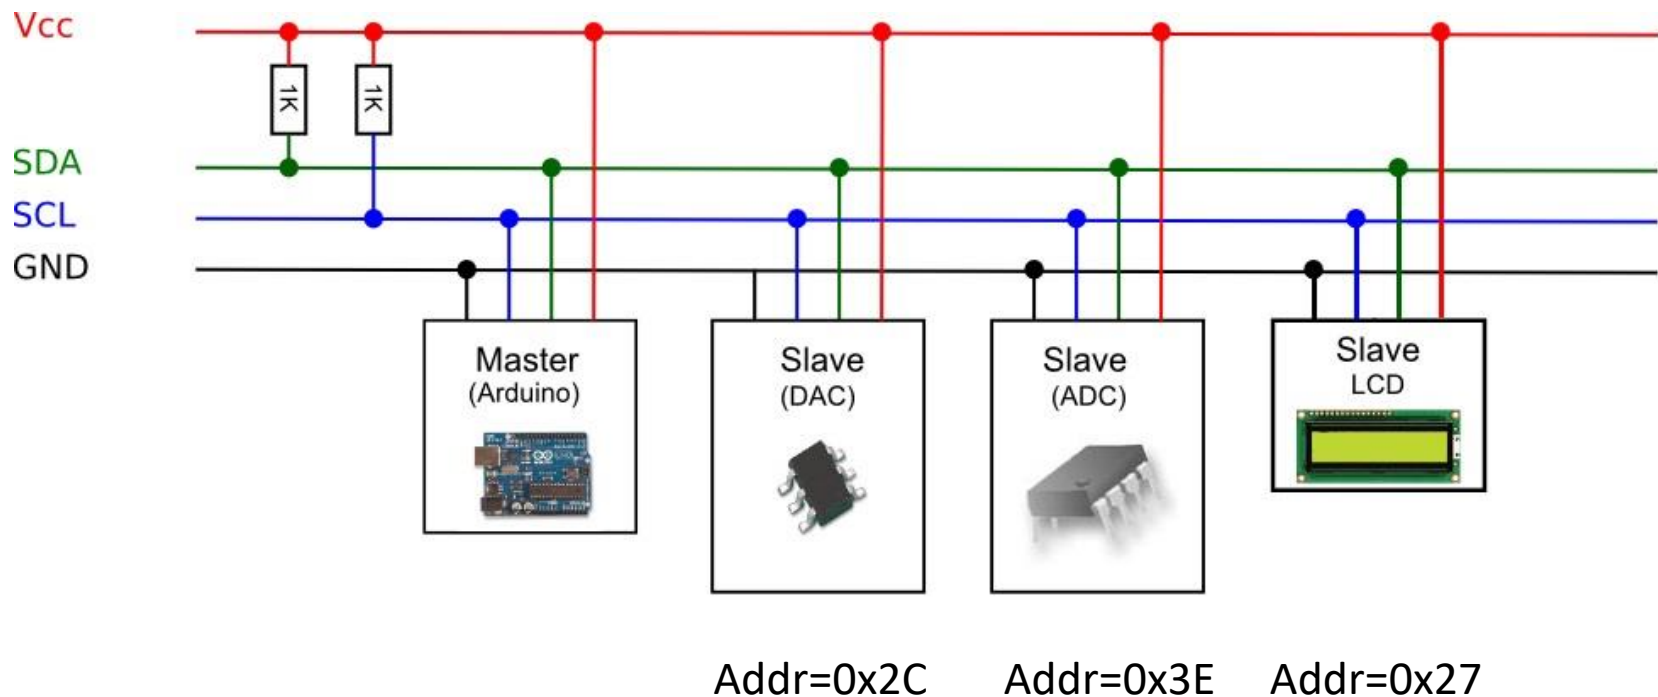 Vcc
1K
1K
SDA
SCL
GND
Master
(Arduino)
Slave
(DAC)
Slave
(ADC)
Slave
LCD
Addr=0x2C
Addr=0x3E
Addr=0x27